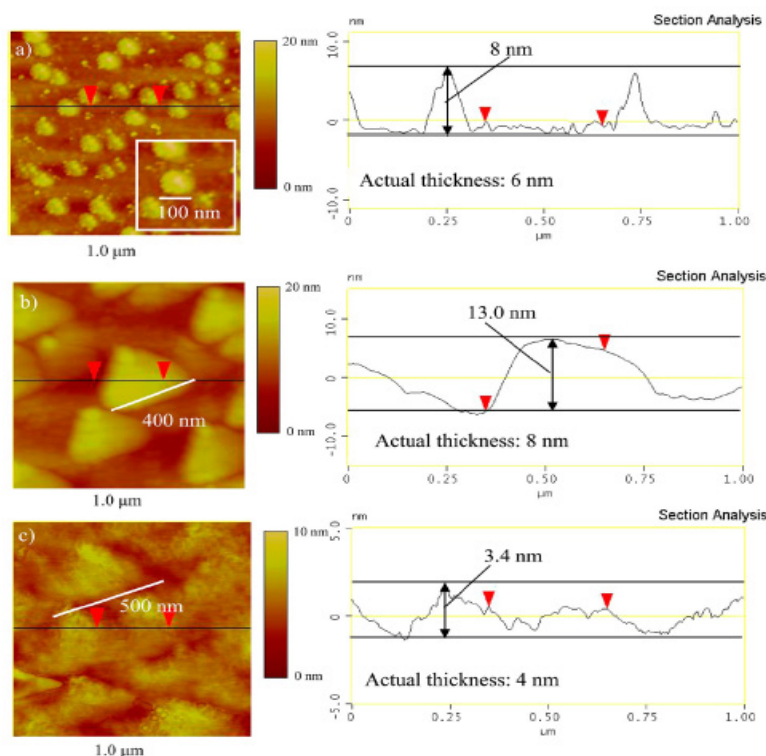 a)
100 nm
1.0 μm
20 nm
0 nm
nm
Section Analysis
10.0
0
-10.0
8 nm
Actual thickness: 6 nm
0
0.25
0.50
0.75
1.00
μm
b)
400 nm
1.0 μm
20 nm
0 nm
nm
Section Analysis
10.0
0
-10.0
13.0 nm
Actual thickness: 8 nm
0
0.25
0.50
0.75
1.00
μm
c)
500 nm
1.0 μm
10 nm
0 nm
nm
Section Analysis
5.0
0
-5.0
3.4 nm
Actual thickness: 4 nm
0
0.25
0.50
0.75
1.00
μm